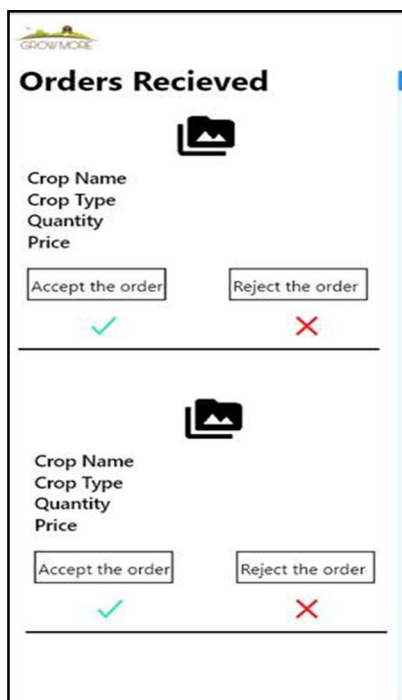 GROW MORE
Orders Recieved
Crop Name
Crop Type
Quantity
Price
Accept the order
Reject the order
Crop Name
Crop Type
Quantity
Price
Accept the order
Reject the order